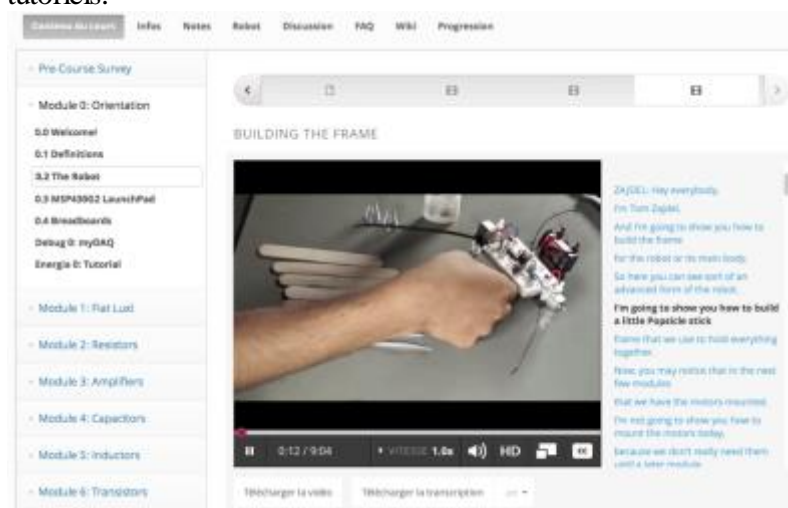 tutoriels.
Contenu du cours Infos Notes Robot Discussion FAQ Wiki Progression
Pre-Course Survey
Module 0: Orientation
0.0 Welcome!
0.1 Definitions
0.2 The Robot
0.3 MSP430G2 LaunchPad
0.4 Breadboards
Debug 0: myDAQ
Energia 0: Tutorial
Module 1: Fiat Lux!
Module 2: Resistors
Module 3: Amplifiers
Module 4: Capacitors
Module 5: Inductors
Module 6: Transistors
BUILDING THE FRAME
0:12 / 9:04 VITESSE 1.0x HD cc
ZAJDEL: Hey everybody.
I'm Tom Zajdel.
And I'm going to show you how to
build the frame
for the robot or its main body.
So here you can see sort of an
advanced form of the robot.
I'm going to show you how to build
a little Popsicle stick
frame that we use to hold everything
together.
Now, you may notice that in the next
few modules
that we have the motors mounted.
I'm not going to show you how to
mount the motors today,
because we don't really need them
until a later module.
Télécharger la vidéo Télécharger la transcription